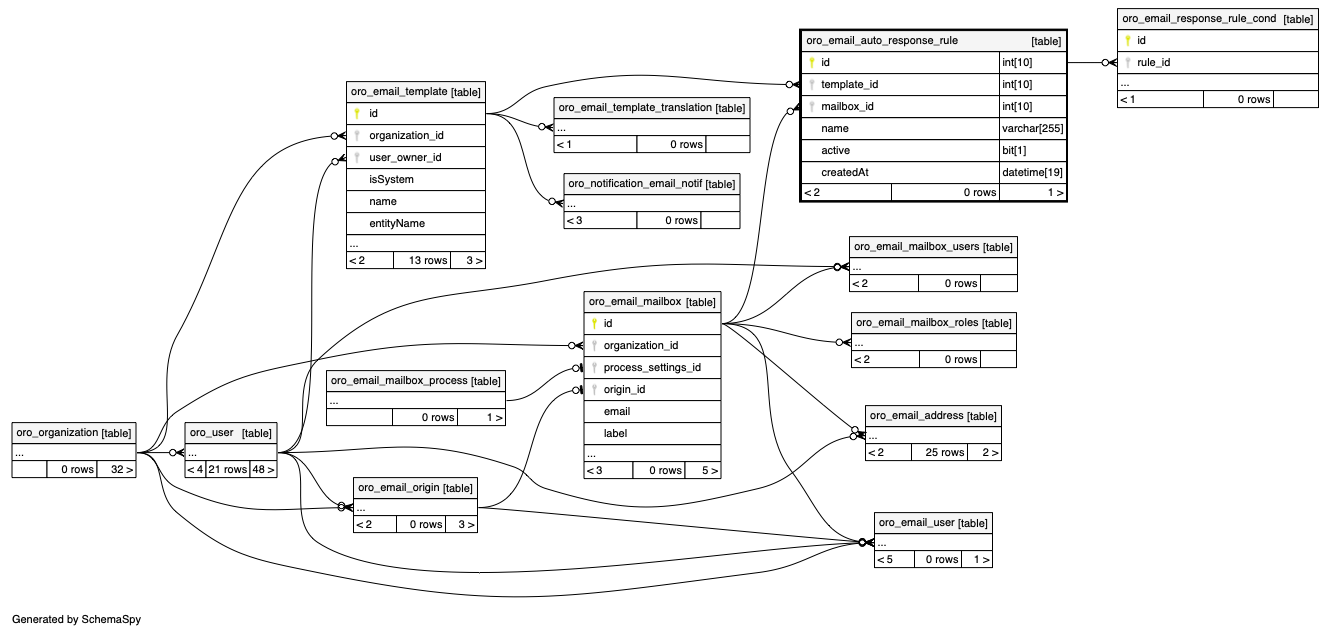 oro_email_response_rule_cond [table]
id
rule_id
...
< 1 0 rows
oro_email_auto_response_rule [table]
id int[10]
template_id int[10]
mailbox_id int[10]
name varchar[255]
active bit[1]
createdAt datetime[19]
< 2 0 rows 1 >
oro_email_template [table]
id
organization_id
user_owner_id
isSystem
name
entityName
...
< 2 13 rows 3 >
oro_email_template_translation [table]
...
< 1 0 rows
oro_notification_email_notif [table]
...
< 3 0 rows
oro_email_mailbox_users [table]
...
< 2 0 rows
oro_email_mailbox [table]
id
organization_id
process_settings_id
origin_id
email
label
...
< 3 0 rows 5 >
oro_email_mailbox_roles [table]
...
< 2 0 rows
oro_email_mailbox_process [table]
...
0 rows 1 >
oro_email_address [table]
...
< 2 25 rows 2 >
oro_organization [table]
...
0 rows 32 >
oro_user [table]
...
< 4 21 rows 48 >
oro_email_origin [table]
...
< 2 0 rows 3 >
oro_email_user [table]
...
< 5 0 rows 1 >
Generated by SchemaSpy